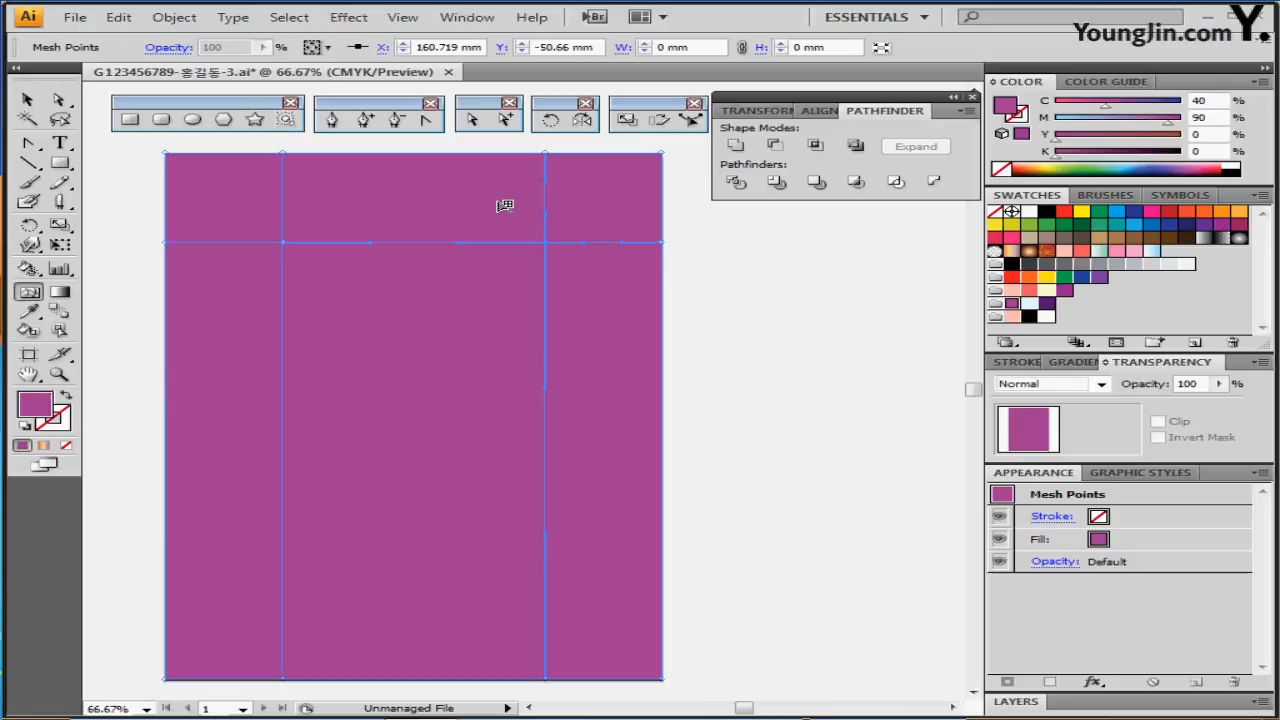 Ai File Edit Object Type Select Effect View Window Help Br ESSENTIALS
YoungJin.com Y.
Mesh Points Opacity: 100 % X: 160.719 mm Y: -50.66 mm W: 0 mm H: 0 mm
G123456789-홍길동-3.ai* @ 66.67% (CMYK/Preview)
COLOR COLOR GUIDE
C 40 %
M 90 %
Y 0 %
K 0 %
TRANSFORM ALIGN PATHFINDER
Shape Modes:
Expand
Pathfinders:
SWATCHES BRUSHES SYMBOLS
STROKE GRADIEN TRANSPARENCY
Normal Opacity: 100 %
Clip
Invert Mask
APPEARANCE GRAPHIC STYLES
Mesh Points
Stroke:
Fill:
Opacity: Default
fx
LAYERS
66.67% 1 Unmanaged File